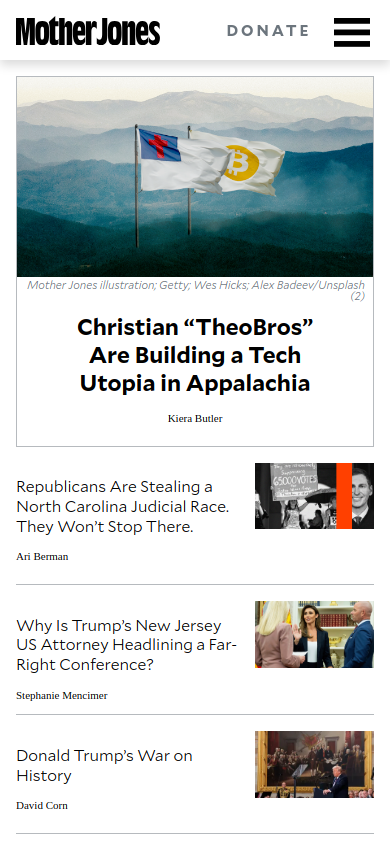 Mother Jones
DONATE
Mother Jones illustration; Getty; Wes Hicks; Alex Badeev/Unsplash
(2)
Christian “TheoBros”
Are Building a Tech
Utopia in Appalachia
Kiera Butler
Republicans Are Stealing a
North Carolina Judicial Race.
They Won’t Stop There.
Ari Berman
65000 VOTES
Why Is Trump’s New Jersey
US Attorney Headlining a Far-
Right Conference?
Stephanie Mencimer
Donald Trump’s War on
History
David Corn